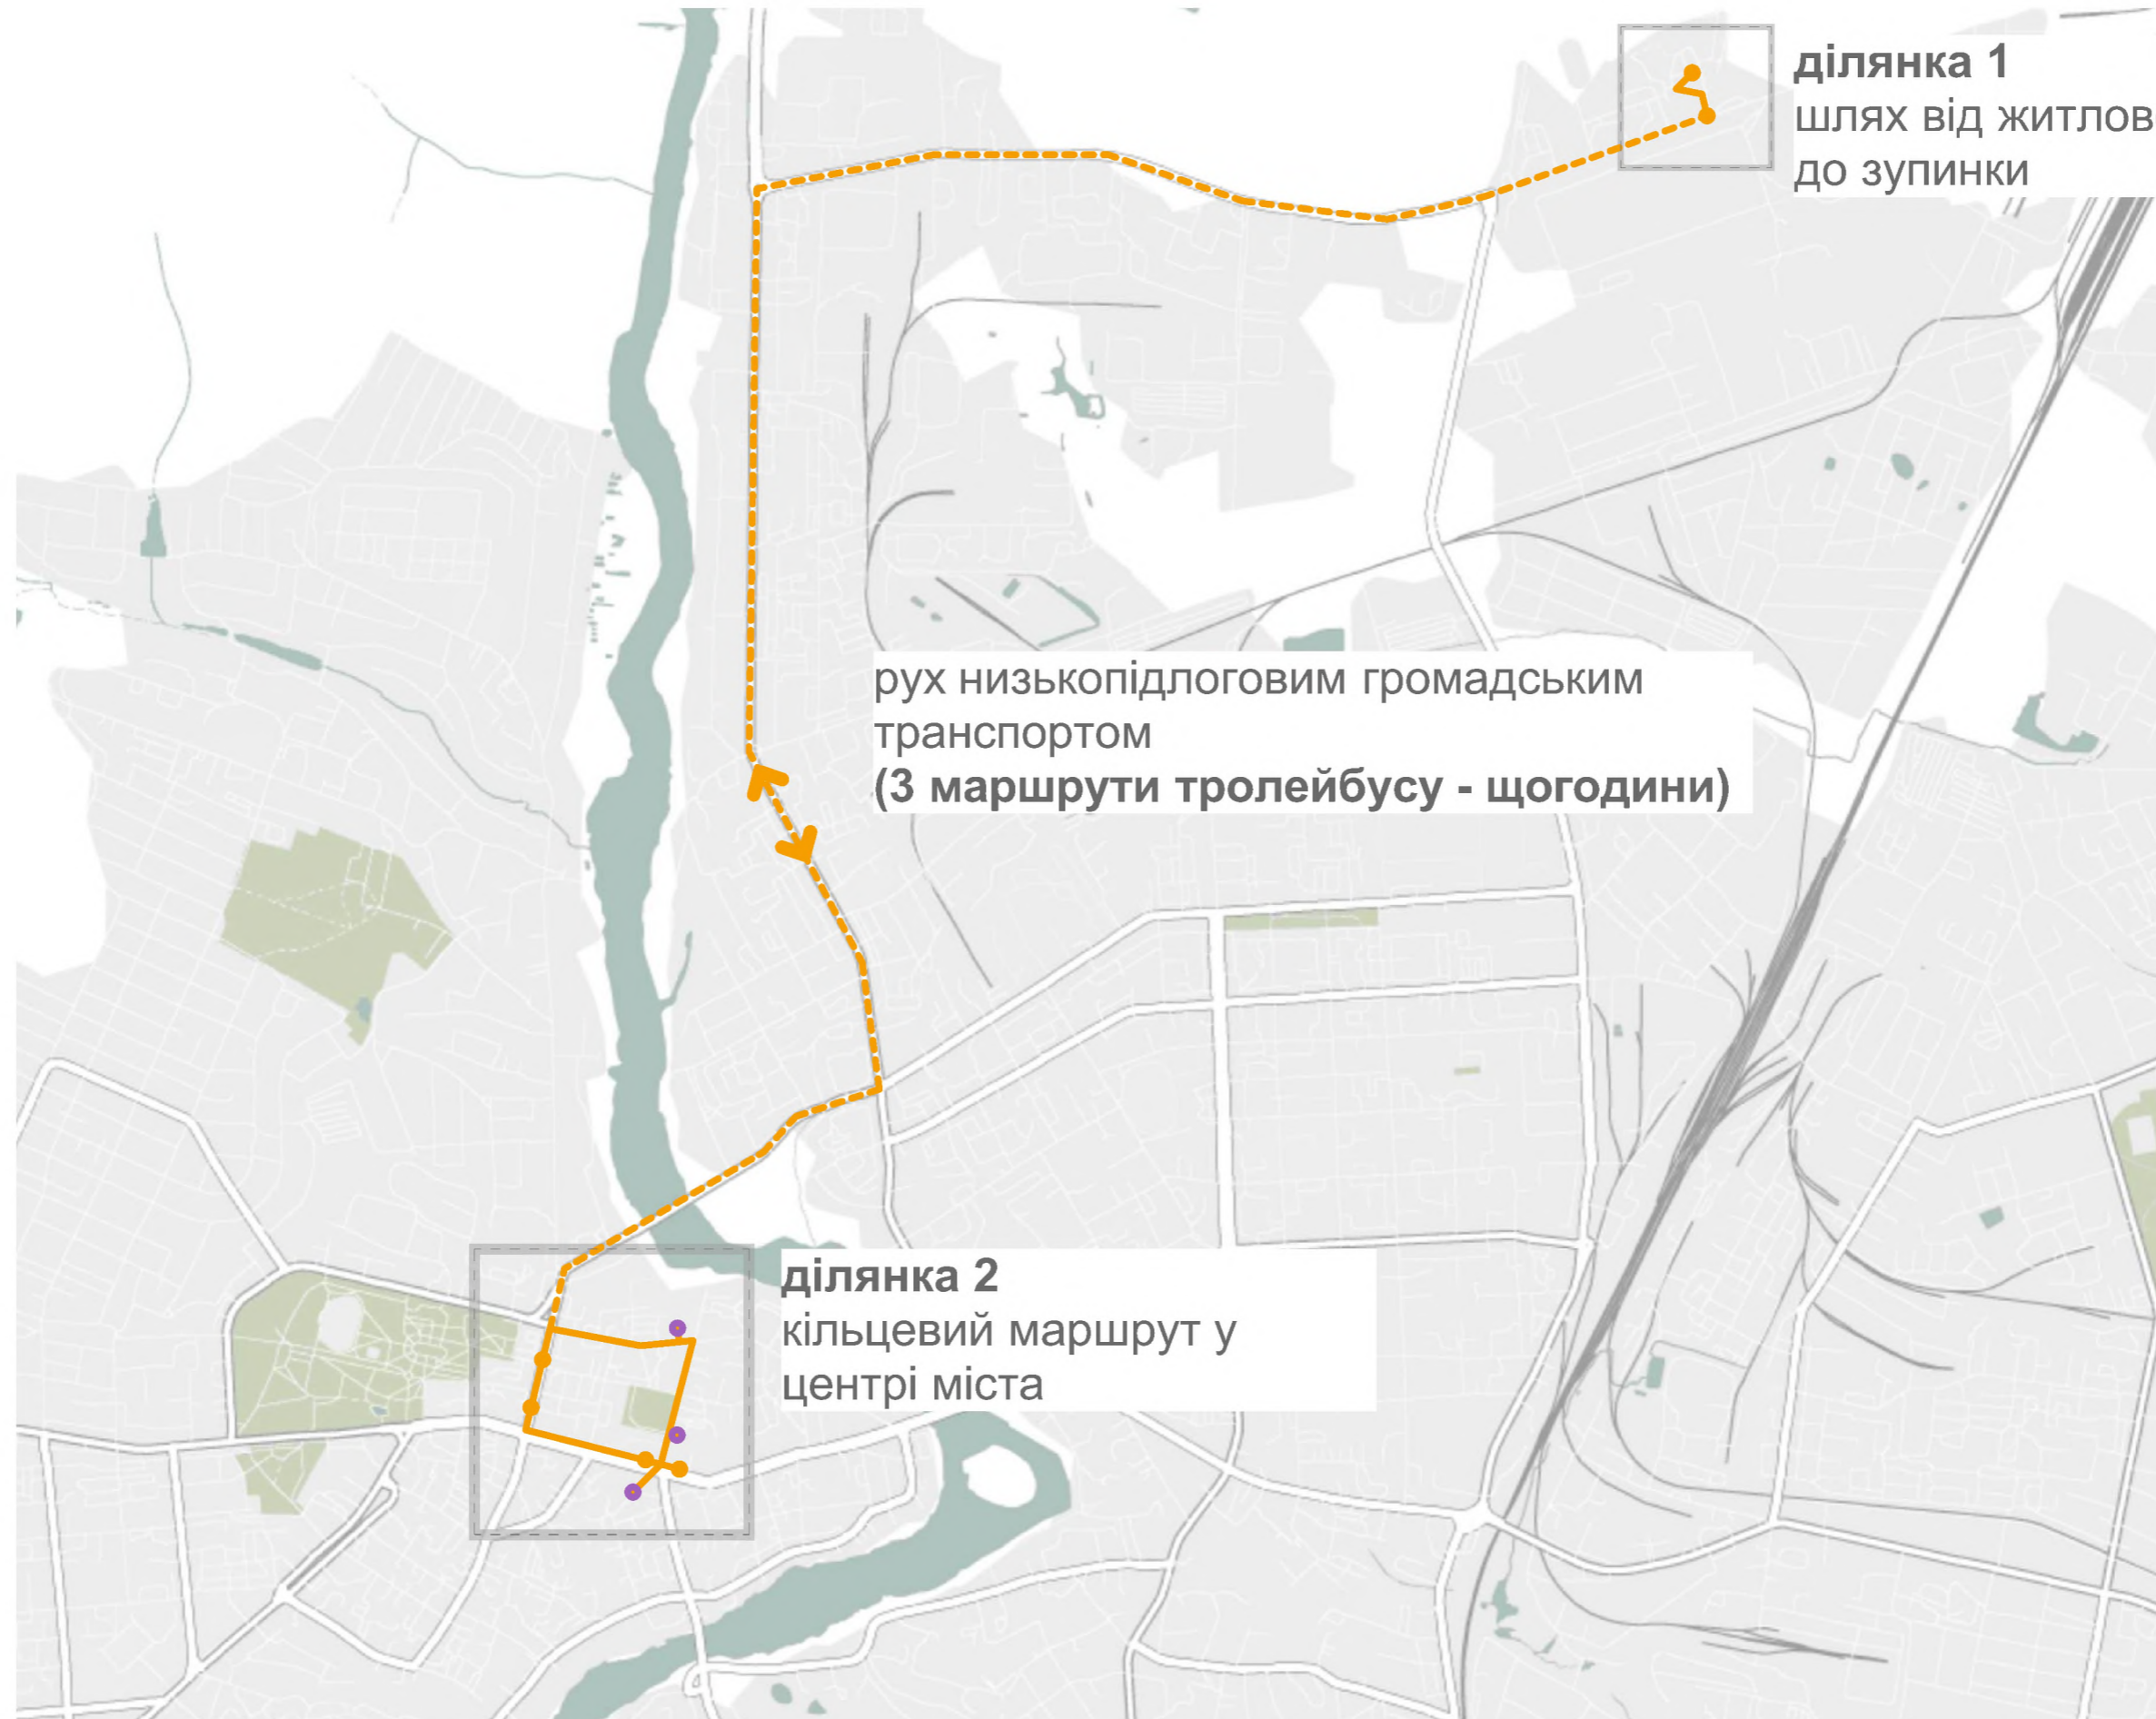 ділянка 1
шлях від житлов
до зупинки
рух низькопідлоговим громадським
транспортом
(3 маршрути тролейбусу - щогодини)
ділянка 2
кільцевий маршрут у
центрі міста